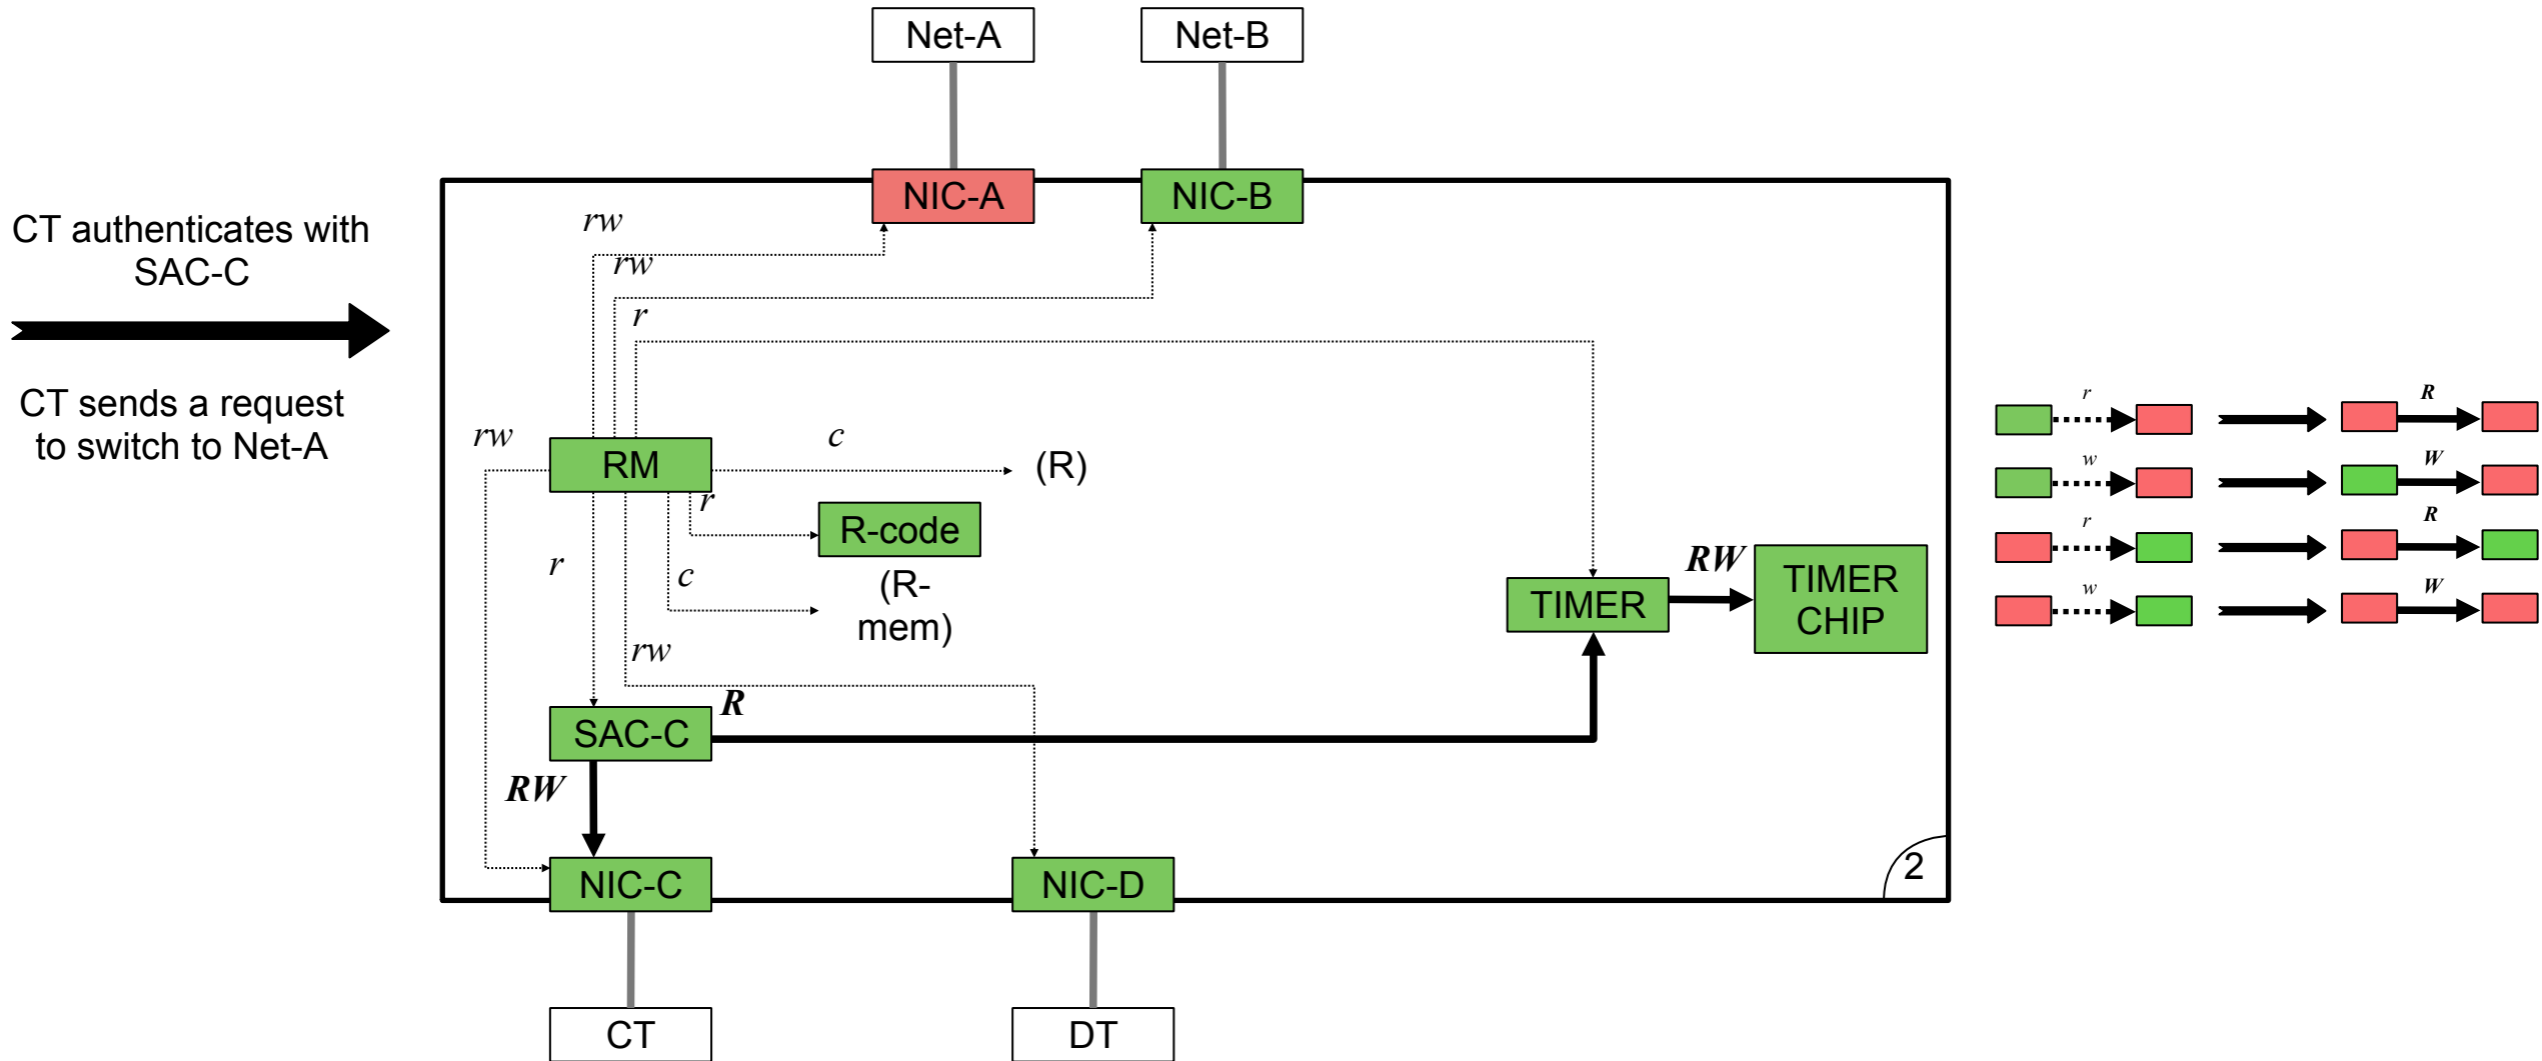 Net-A
Net-B
NIC-A
NIC-B
CT authenticates with
SAC-C
CT sends a request
to switch to Net-A
rw
rw
r
rw
RM
c
(R)
r
R-code
r
c
(R-
mem)
rw
TIMER
RW
TIMER
CHIP
SAC-C
R
RW
NIC-C
NIC-D
2
CT
DT
r
R
w
W
r
R
w
W